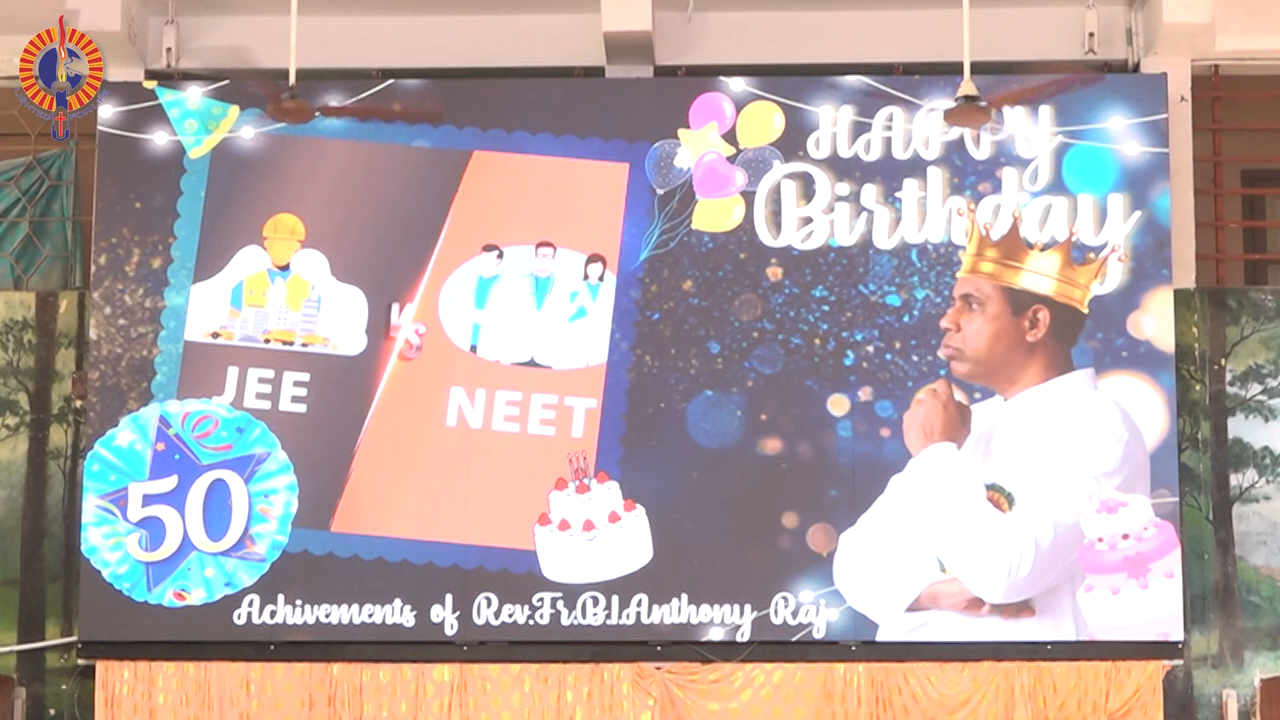 HAPPY
Birthday
JEE
VS
NEET
50
Achivements of Rev.Fr.B.I.Anthony Raj